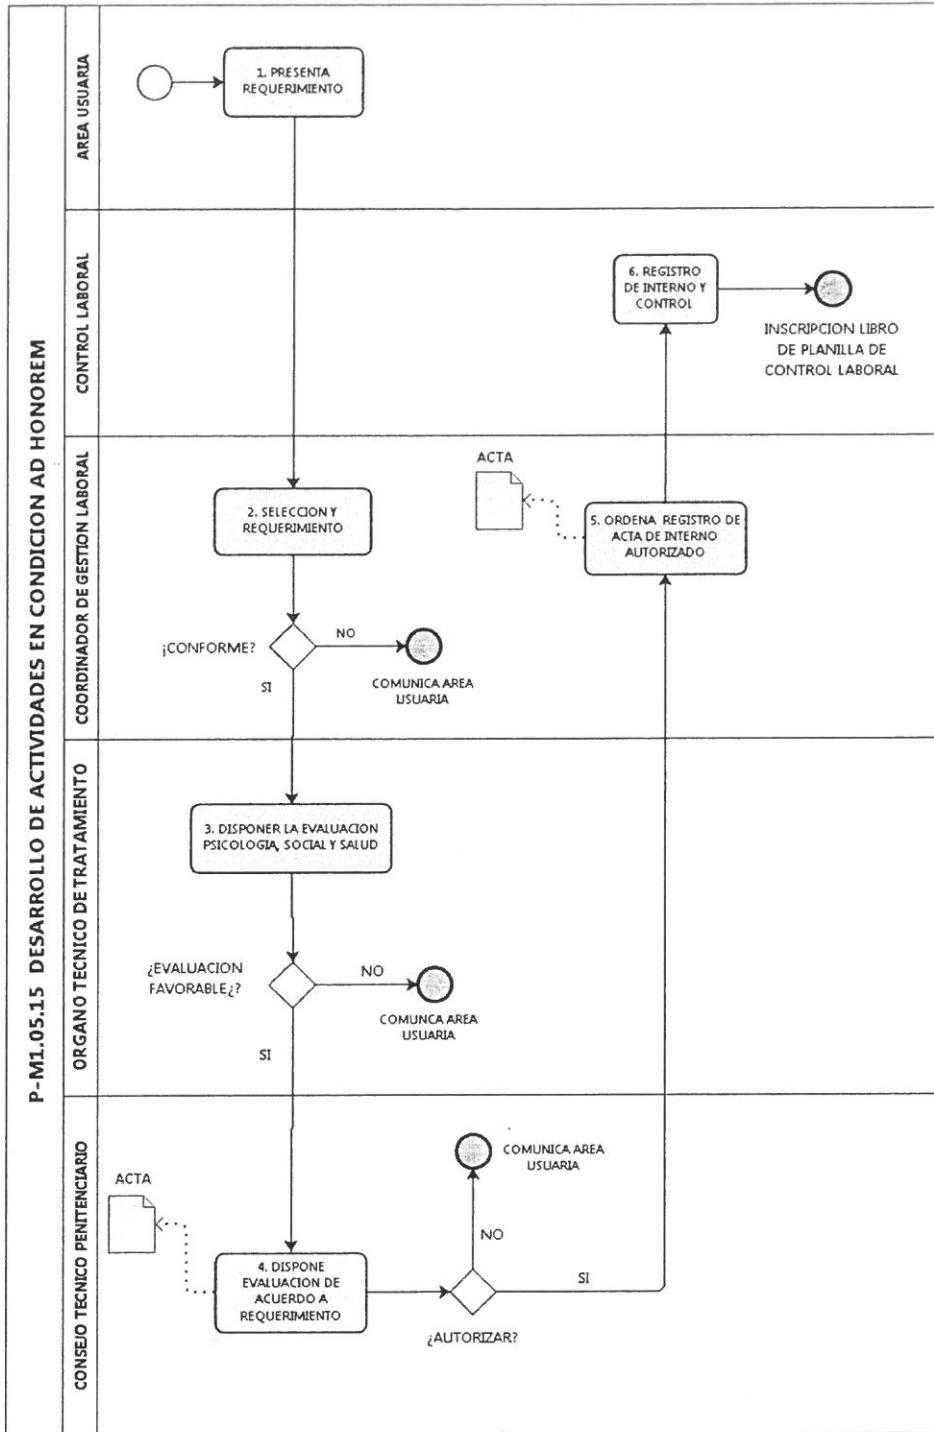 P-M1.05.15 DESARROLLO DE ACTIVIDADES EN CONDICION AD HONOREM
AREA USUARIA
1. PRESENTA
REQUERIMIENTO
CONTROL LABORAL
6. REGISTRO
DE INTERNO Y
CONTROL
INSCRIPCION LIBRO
DE PLANILLA DE
CONTROL LABORAL
COORDINADOR DE GESTION LABORAL
ACTA
2. SELECCION Y
REQUERIMIENTO
5. ORDENA REGISTRO DE
ACTA DE INTERNO
AUTORIZADO
¡CONFORME?
NO
SI
COMUNICA AREA
USUARIA
ORGANO TECNICO DE TRATAMIENTO
3. DISPONER LA EVALUACION
PSICOLOGIA, SOCIAL Y SALUD
¿EVALUACION
FAVORABLE¿?
NO
COMUNCA AREA
USUARIA
SI
CONSEJO TECNICO PENITENCIARIO
COMUNICA AREA
USUARIA
ACTA
NO
4. DISPONE
EVALUACION DE
ACUERDO A
REQUERIMIENTO
SI
¿AUTORIZAR?